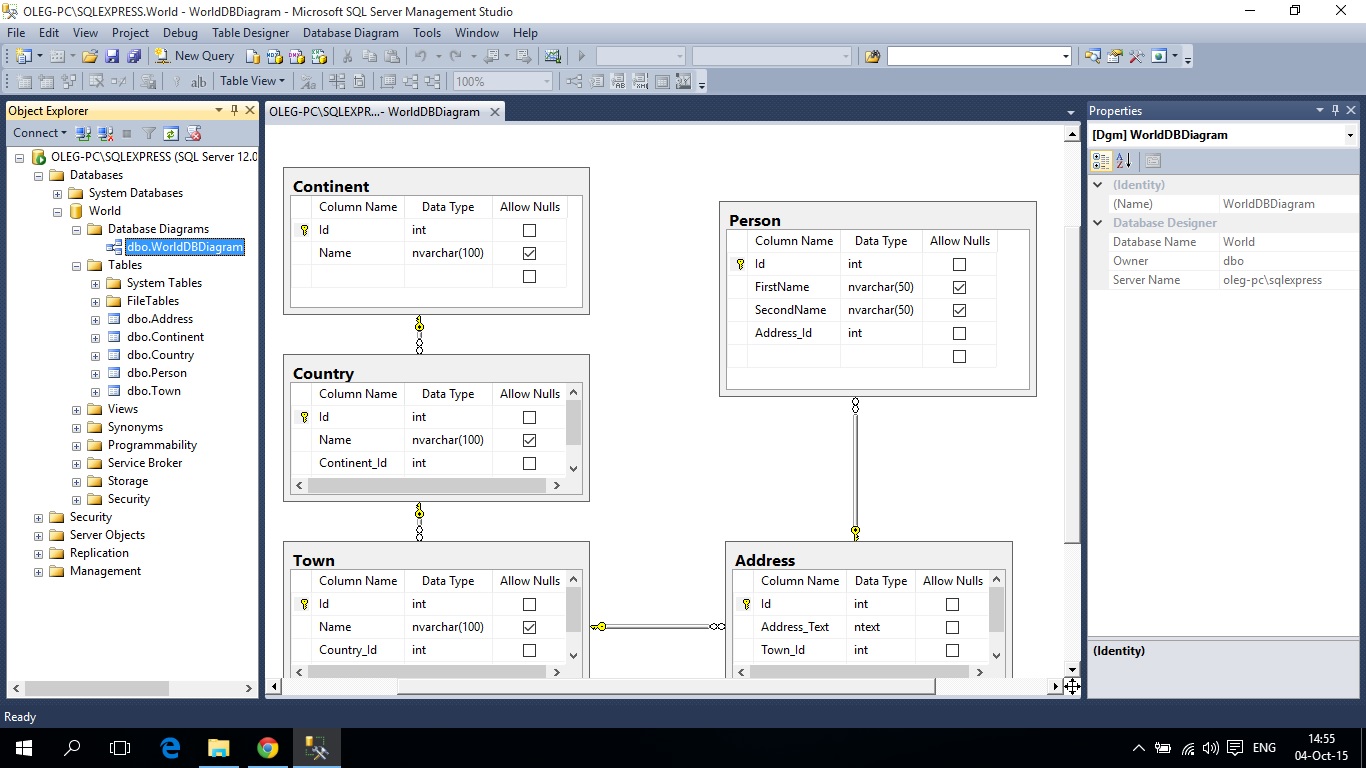 OLEG-PC\SQLEXPRESS.World - WorldDBDiagram - Microsoft SQL Server Management Studio
File Edit View Project Debug Table Designer Database Diagram Tools Window Help
New Query
Table View 100%
Object Explorer
Connect
OLEG-PC\SQLEXPRESS (SQL Server 12.0
Databases
System Databases
World
Database Diagrams
dbo.WorldDBDiagram
Tables
System Tables
FileTables
dbo.Address
dbo.Continent
dbo.Country
dbo.Person
dbo.Town
Views
Synonyms
Programmability
Service Broker
Storage
Security
Security
Server Objects
Replication
Management
OLEG-PC\SQLEXPR...- WorldDBDiagram
Continent
Column Name Data Type Allow Nulls
Id int
Name nvarchar(100)
Country
Column Name Data Type Allow Nulls
Id int
Name nvarchar(100)
Continent_Id int
Town
Column Name Data Type Allow Nulls
Id int
Name nvarchar(100)
Country_Id int
Person
Column Name Data Type Allow Nulls
Id int
FirstName nvarchar(50)
SecondName nvarchar(50)
Address_Id int
Address
Column Name Data Type Allow Nulls
Id int
Address_Text ntext
Town_Id int
Properties
[Dgm] WorldDBDiagram
(Identity)
(Name) WorldDBDiagram
Database Designer
Database Name World
Owner dbo
Server Name oleg-pc\sqlexpress
(Identity)
Ready
ENG
14:55
04-Oct-15